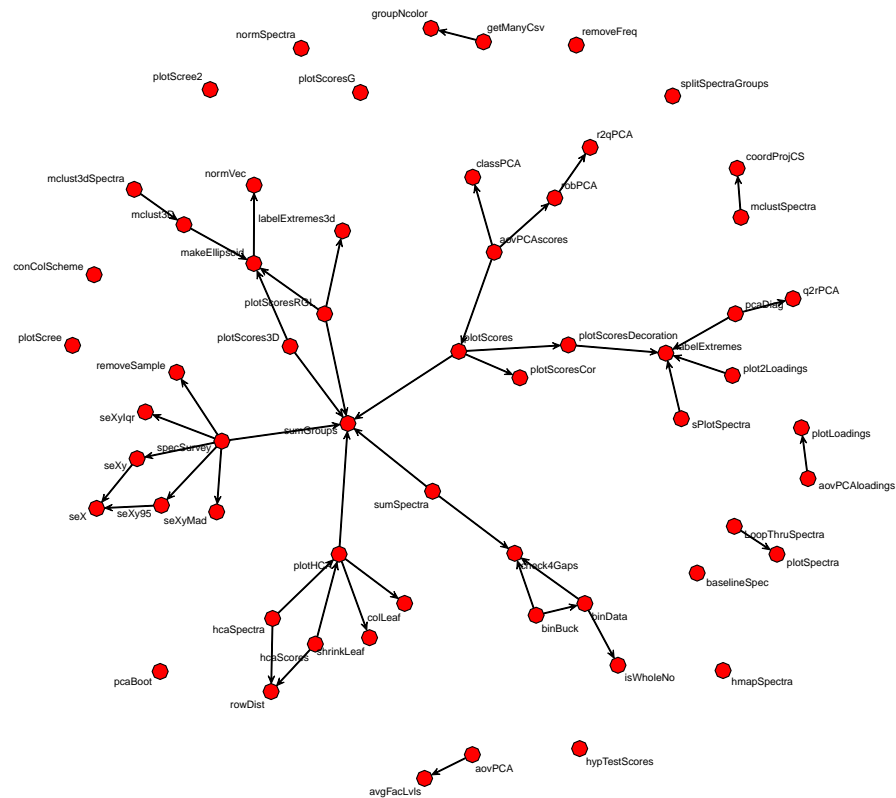 groupNcolor
getManyCsv
removeFreq
normSpectra
plotScree2
plotScoresG
splitSpectraGroups
r2qPCA
coordProjCS
classPCA
mclust3dSpectra
normVec
robPCA
mclustSpectra
mclust3D
labelExtremes3d
aovPCAscores
makeEllipsoid
conColScheme
plotScoresRGL
q2rPCA
pcaDiag
plotScree
plotScores3D
plotScores
plotScoresDecoration
labelExtremes
removeSample
plotScoresCor
plot2Loadings
seXyIqr
sumGroups
sPlotSpectra
plotLoadings
specSurvey
seXy
aovPCAloadings
seX
seXy95
seXyMad
sumSpectra
LoopThruSpectra
plotHCA
check4Gaps
plotSpectra
baselineSpec
colLeaf
hcaSpectra
binBuck
binData
hcaScores
shrinkLeaf
isWholeNo
pcaBoot
hmapSpectra
rowDist
hypTestScores
aovPCA
avgFacLvls